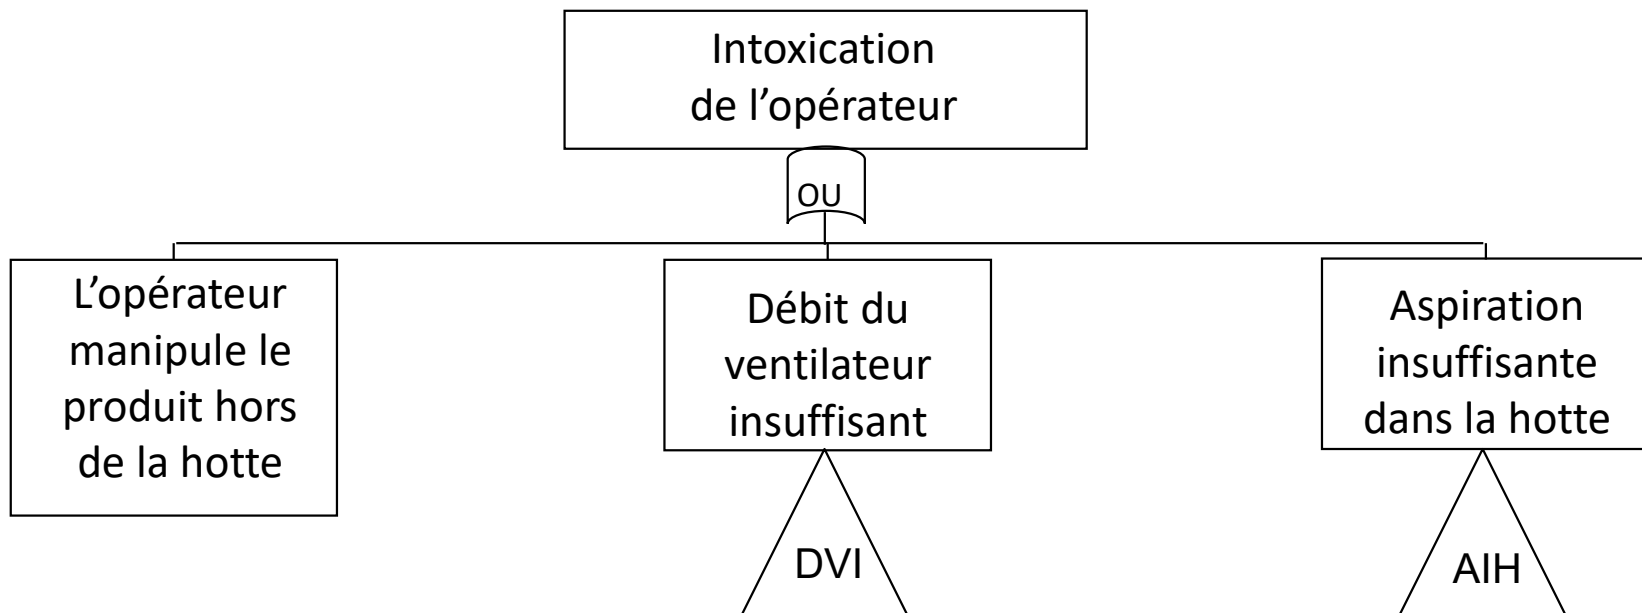 Intoxication
de l’opérateur
OU
L’opérateur
manipule le
produit hors
de la hotte
Débit du
ventilateur
insuffisant
Aspiration
insuffisante
dans la hotte
DVI
AIH